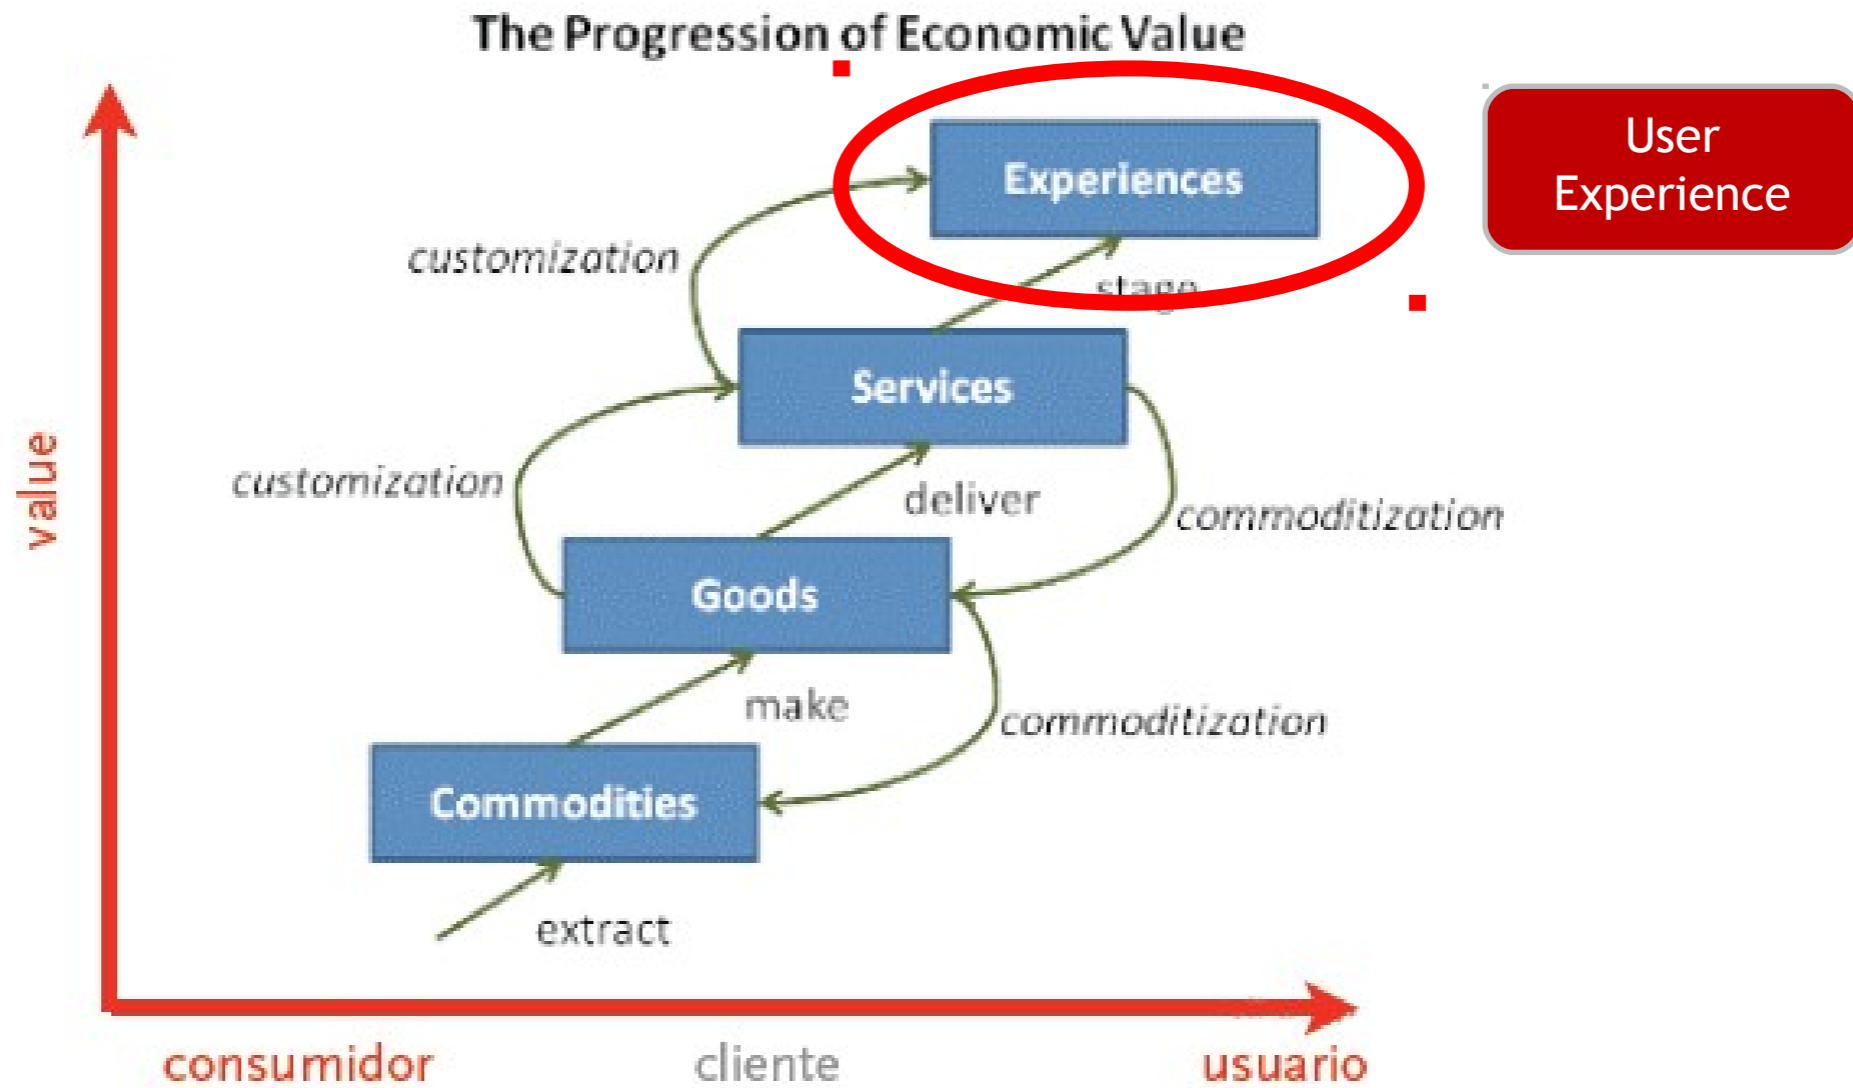 The Progression of Economic Value
User
Experience
Experiences
customization
stage
Services
value
customization
deliver
commoditization
Goods
make
commoditization
Commodities
extract
consumidor
cliente
usuario